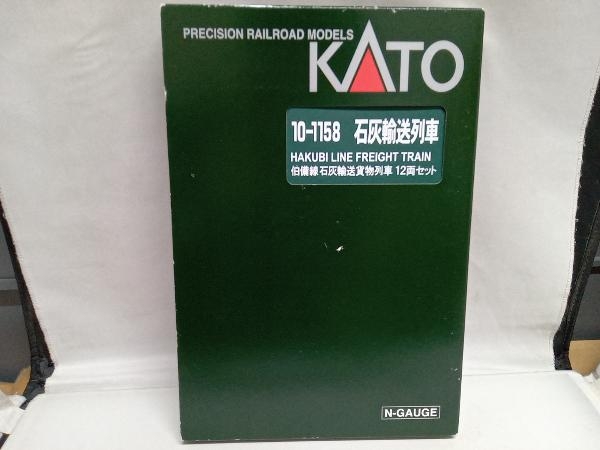 PRECISION RAILROAD MODELS
KATO
10-1158 石灰輸送列車
HAKUBI LINE FREIGHT TRAIN
伯備線石灰輸送貨物列車 12両セット
N-GAUGE